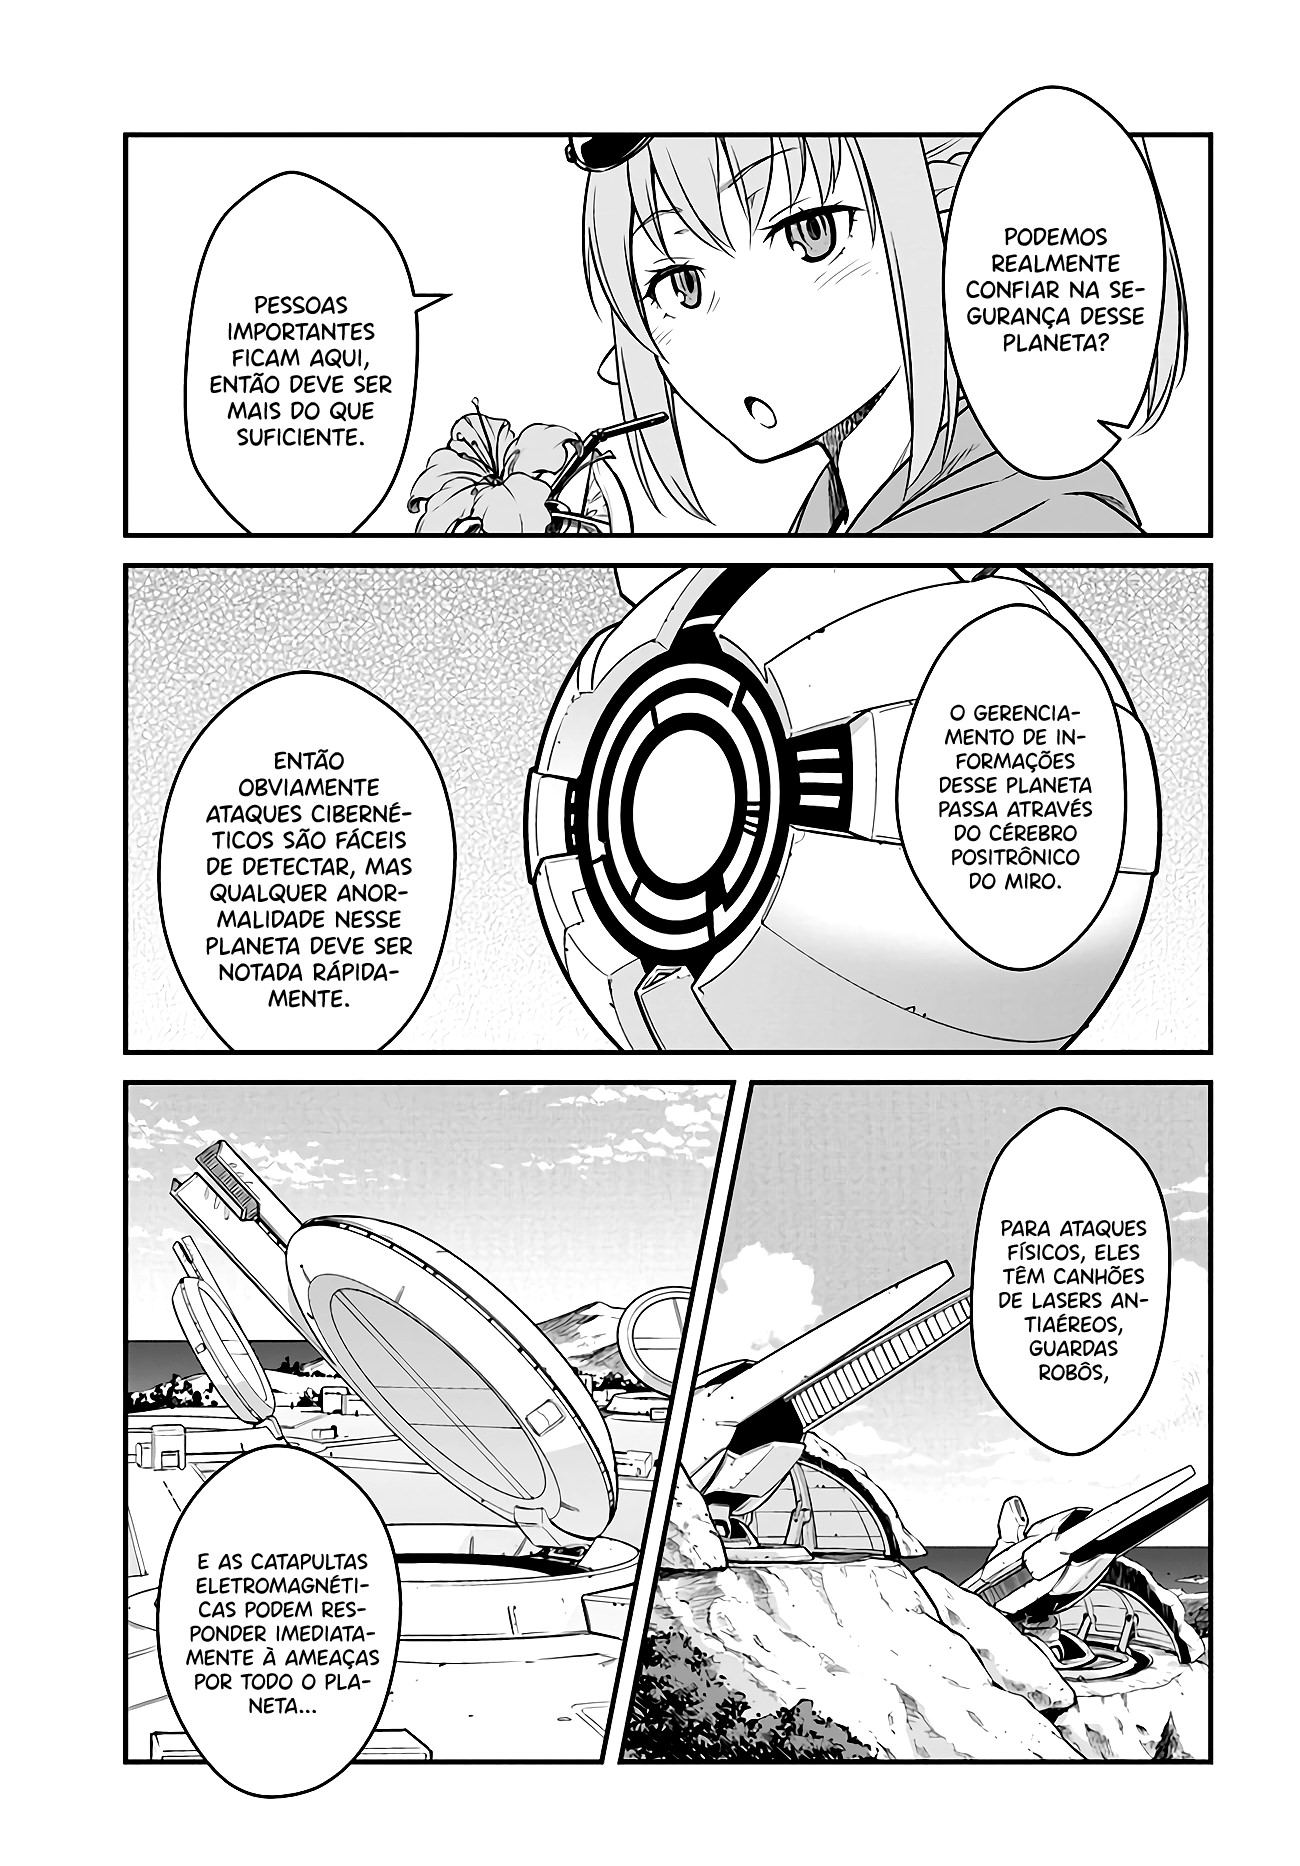 PODEMOS
REALMENTE
CONFIAR NA SE-
GURANÇA DESSE
PLANETA?
PESSOAS
IMPORTANTES
FICAM AQUI,
ENTÃO DEVE SER
MAIS DO QUE
SUFICIENTE.
O GERENCIA-
MENTO DE IN-
FORMAÇÕES
DESSE PLANETA
PASSA ATRAVÉS
DO CÉREBRO
POSITRÔNICO
DO MIRO.
ENTÃO
OBVIAMENTE
ATAQUES CIBERNÉ-
TICOS SÃO FÁCEIS
DE DETECTAR, MAS
QUALQUER ANOR-
MALIDADE NESSE
PLANETA DEVE SER
NOTADA RÁPIDA-
MENTE.
PARA ATAQUES
FÍSICOS, ELES
TÊM CANHÕES
DE LASERS AN-
TIAÉREOS,
GUARDAS
ROBÔS,
E AS CATAPULTAS
ELETROMAGNÉTI-
CAS PODEM RES-
PONDER IMEDIATA-
MENTE À AMEAÇAS
POR TODO O PLA-
NETA...